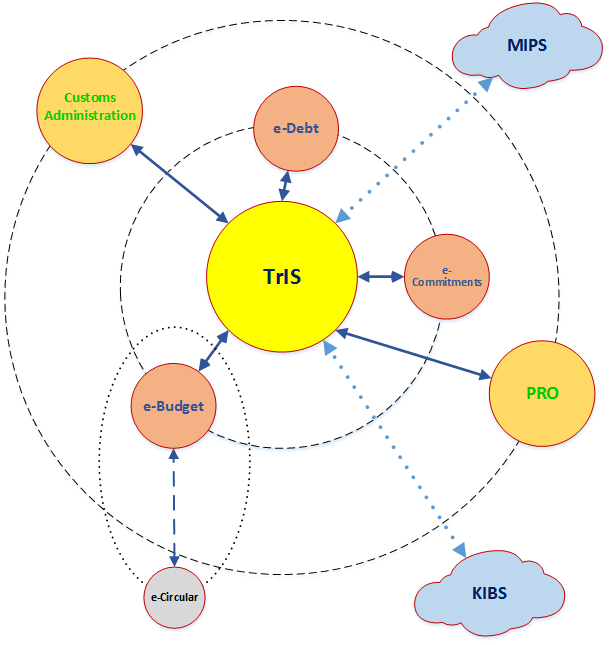 MIPS
Customs
Administration
e-Debt
TrIS
e-
Commitments
PRO
e-Budget
e-Circular
KIBS